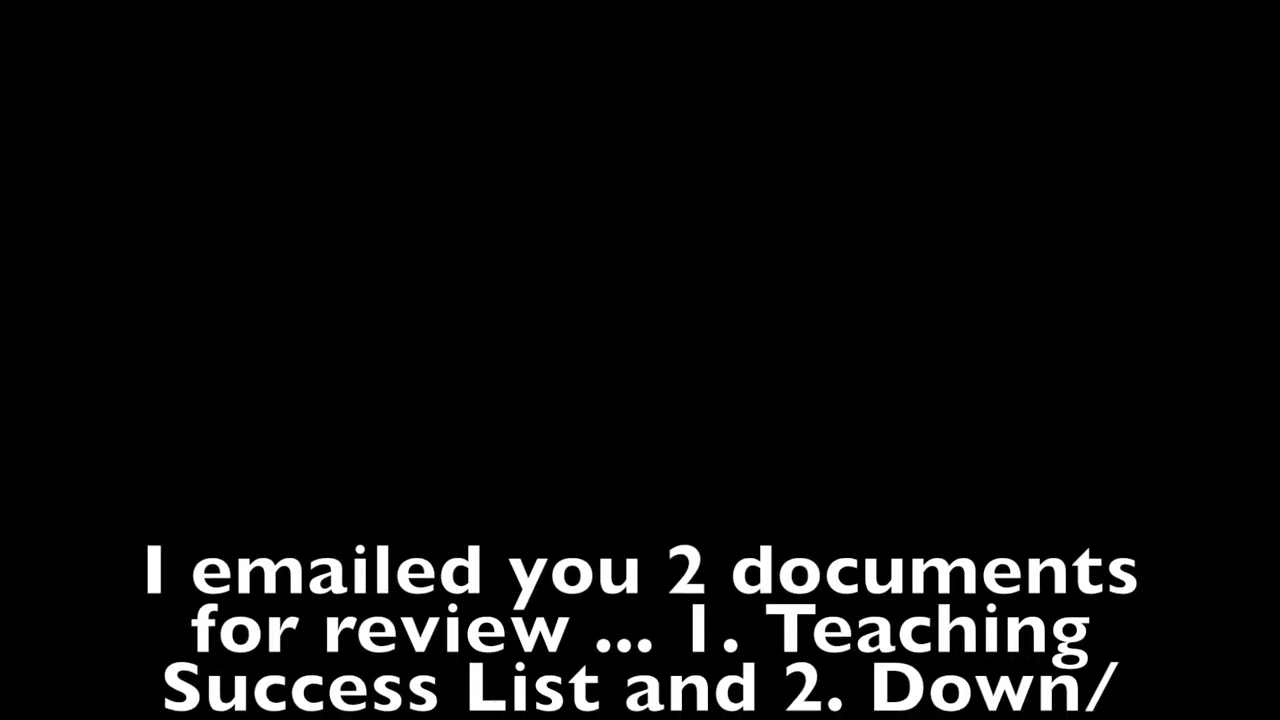 I emailed you 2 documents
for review ... 1. Teaching
Success List and 2. Down/